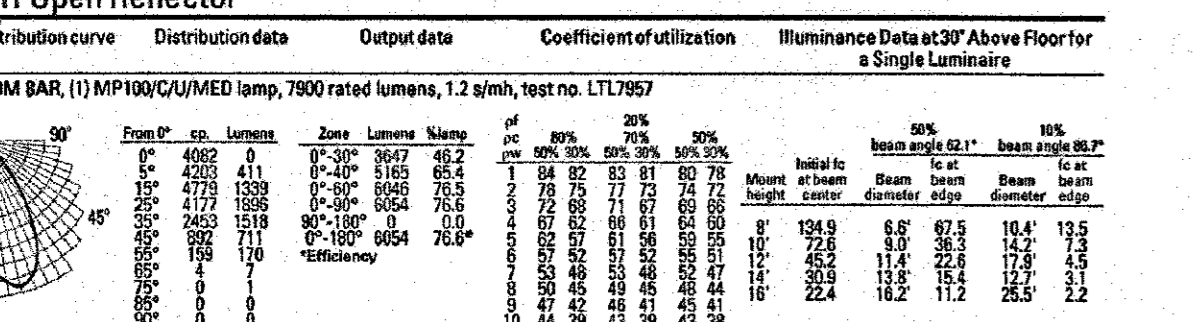 Open Reflector
tribution curve Distribution data Output data Coefficient of utilization Illuminance Data at 30" Above Floor for
a Single Luminaire
OM BAR, (1) MP100/C/U/MED lamp, 7900 rated lumens, 1.2 s/mh, test no. LTL7957
pf 20%
pc 80% 70% 50%
pw 50% 30% 50% 30% 50% 30%
50% 10%
beam angle 62.1° beam angle 86.7°
Mount height Initial fc at beam center Beam diameter fc at beam edge Beam diameter fc at beam edge
90°
45°
From 0° cp. Lumens
0° 4082 0
5° 4203 411
15° 4779 1339
25° 4177 1896
35° 2453 1518
45° 892 711
55° 159 170
65° 4 7
75° 0 1
85° 0 0
90° 0 0
Zone Lumens %lamp
0°-30° 3647 46.2
0°-40° 5165 65.4
0°-60° 6046 76.5
0°-90° 6054 76.6
90°-180° 0 0.0
0°-180° 6054 76.6*
*Efficiency
1 84 82 83 81 80 78
2 78 75 77 73 74 72
3 72 68 71 67 69 66
4 67 62 66 61 64 60
5 62 57 61 56 59 55
6 57 52 57 52 55 51
7 53 48 53 48 52 47
8 50 45 49 45 48 44
9 47 42 46 41 45 41
10 44 39 43 39 43 38
8' 134.9 6.6' 67.5 10.4' 13.5
10' 72.6 9.0' 36.3 14.2' 7.3
12' 45.2 11.4' 22.6 17.9' 4.5
14' 30.9 13.8' 15.4 12.7' 3.1
16' 22.4 16.2' 11.2 25.5' 2.2